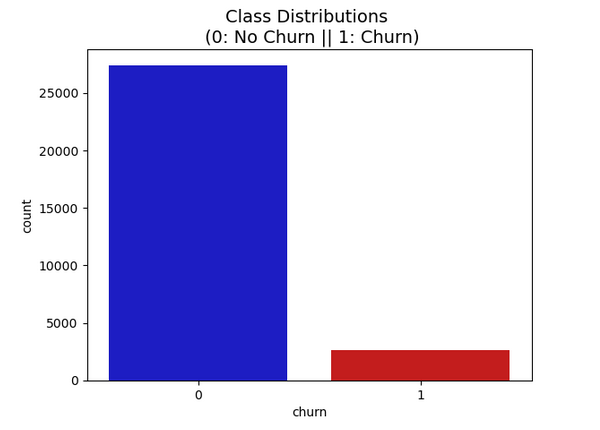 Class Distributions
(0: No Churn || 1: Churn)
25000
20000
15000
10000
5000
0
count
0 1
churn